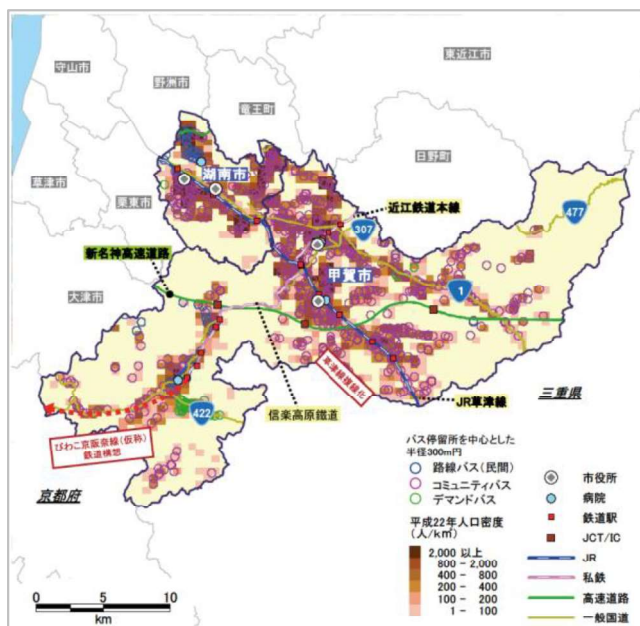 東近江市
守山市
野洲市
竜王町
日野町
湖南市
草津市
栗東市
近江鉄道本線
307
477
新名神高速道路
甲賀市
1
大津市
草津線複線化
JR草津線
三重県
信楽高原鐵道
422
びわこ京阪奈線(仮称)
鉄道構想
京都府
バス停留所を中心とした
半径300m円
路線バス(民間)
コミュニティバス
デマンドバス
平成22年人口密度
(人/km²)
2,000 以上
800 - 2,000
400 - 800
200 - 400
100 - 200
1 - 100
市役所
病院
鉄道駅
JCT/IC
JR
私鉄
高速道路
一般国道
0 5 10
km